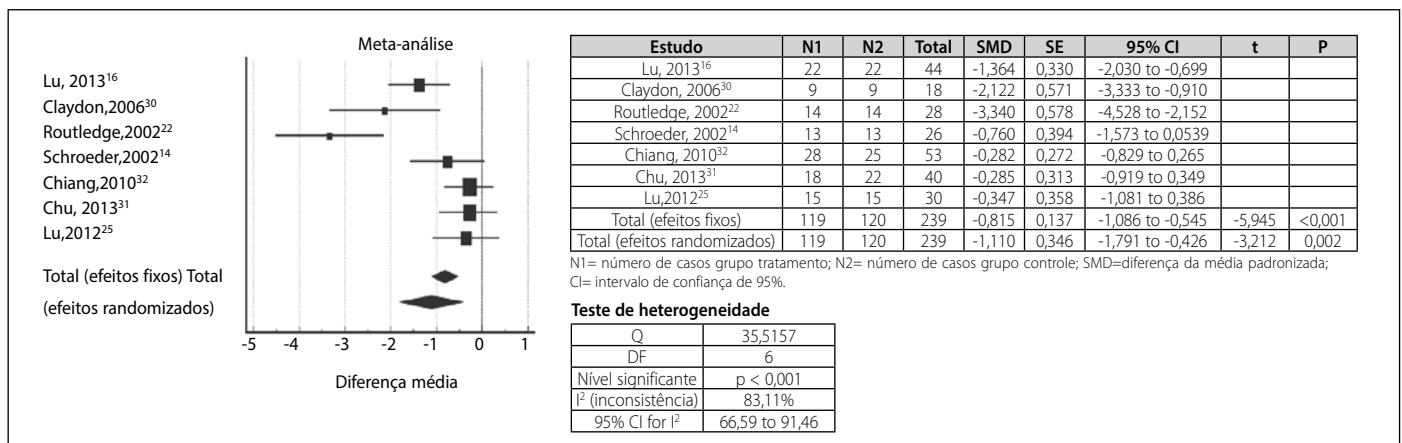 Meta-análise
Lu, 2013¹⁶
Claydon,2006³⁰
Routledge,2002²²
Schroeder,2002¹⁴
Chiang,2010³²
Chu, 2013³¹
Lu,2012²⁵
Total (efeitos fixos) Total
(efeitos randomizados)
-5 -4 -3 -2 -1 0 1
Diferença média
Estudo N1 N2 Total SMD SE 95% CI t P
Lu, 2013¹⁶ 22 22 44 -1,364 0,330 -2,030 to -0,699
Claydon, 2006³⁰ 9 9 18 -2,122 0,571 -3,333 to -0,910
Routledge, 2002²² 14 14 28 -3,340 0,578 -4,528 to -2,152
Schroeder, 2002¹⁴ 13 13 26 -0,760 0,394 -1,573 to 0,0539
Chiang, 2010³² 28 25 53 -0,282 0,272 -0,829 to 0,265
Chu, 2013³¹ 18 22 40 -0,285 0,313 -0,919 to 0,349
Lu,2012²⁵ 15 15 30 -0,347 0,358 -1,081 to 0,386
Total (efeitos fixos) 119 120 239 -0,815 0,137 -1,086 to -0,545 -5,945 <0,001
Total (efeitos randomizados) 119 120 239 -1,110 0,346 -1,791 to -0,426 -3,212 0,002
N1= número de casos grupo tratamento; N2= número de casos grupo controle; SMD=diferença da média padronizada;
CI= intervalo de confiança de 95%.
Teste de heterogeneidade
Q 35,5157
DF 6
Nível significante p < 0,001
I² (inconsistência) 83,11%
95% CI for I² 66,59 to 91,46